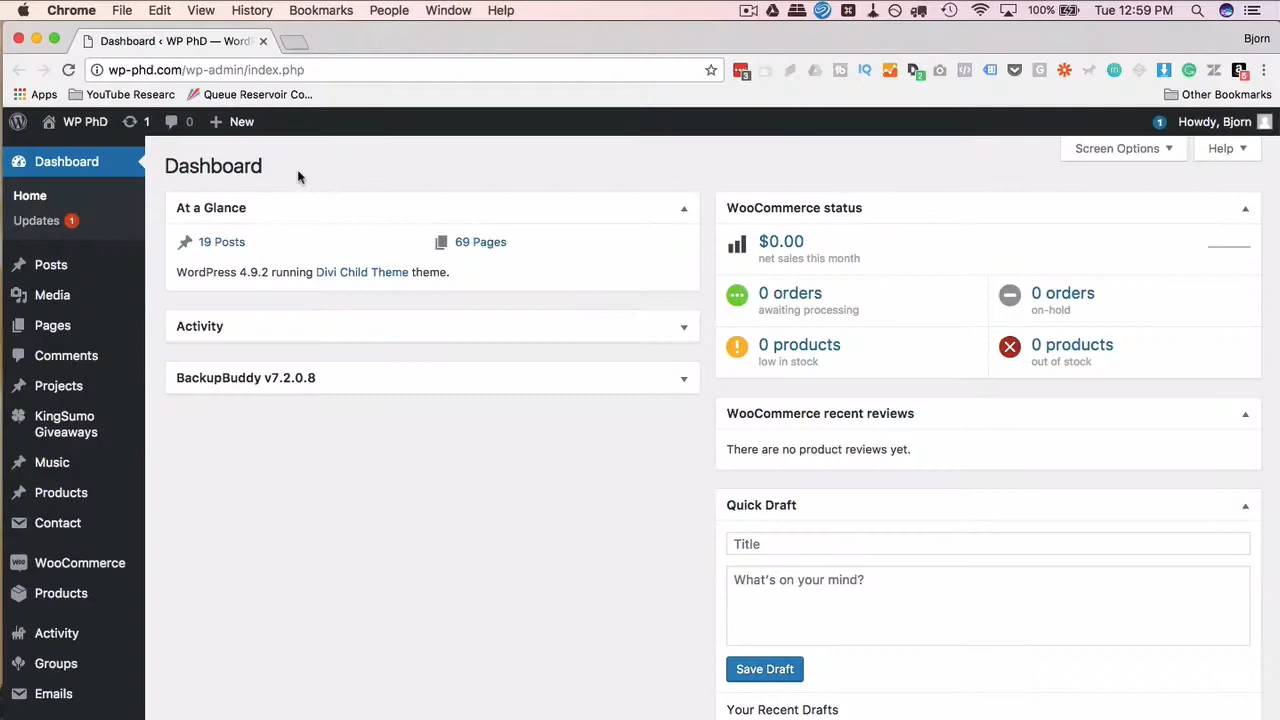 Chrome File Edit View History Bookmarks People Window Help 100% Tue 12:59 PM
Dashboard ‹ WP PhD — Word
Bjorn
wp-phd.com/wp-admin/index.php
Apps YouTube Researc Queue Reservoir Co... Other Bookmarks
WP PhD 1 0 New 1 Howdy, Bjorn
Screen Options Help
Dashboard
Home
Updates 1
Posts
Media
Pages
Comments
Projects
KingSumo
Giveaways
Music
Products
Contact
WooCommerce
Products
Activity
Groups
Emails
Dashboard
At a Glance
19 Posts 69 Pages
WordPress 4.9.2 running Divi Child Theme theme.
Activity
BackupBuddy v7.2.0.8
WooCommerce status
$0.00
net sales this month
0 orders
awaiting processing
0 orders
on-hold
0 products
low in stock
0 products
out of stock
WooCommerce recent reviews
There are no product reviews yet.
Quick Draft
Title
What's on your mind?
Save Draft
Your Recent Drafts